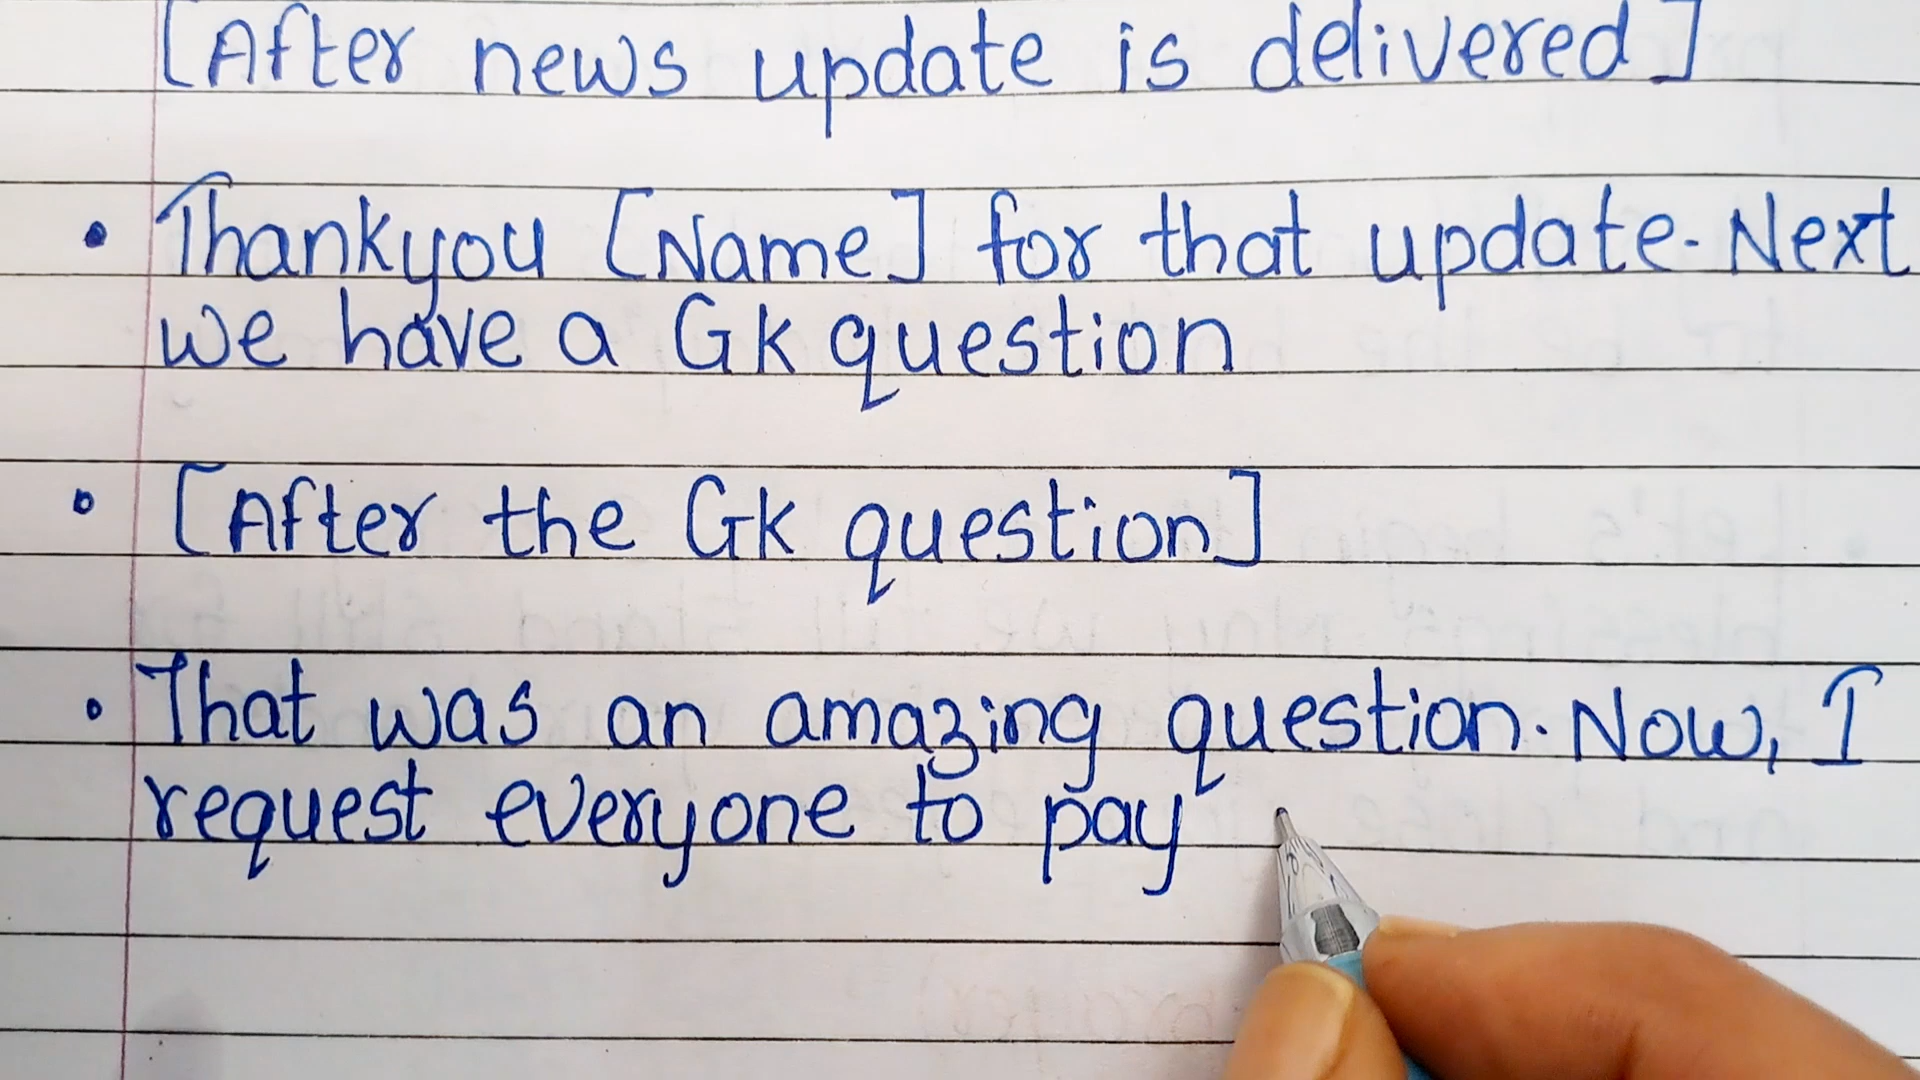 [After news update is delivered]
• Thankyou [Name] for that update. Next
we have a Gk question
• [After the Gk question]
• That was an amazing question. Now, I
request everyone to pay